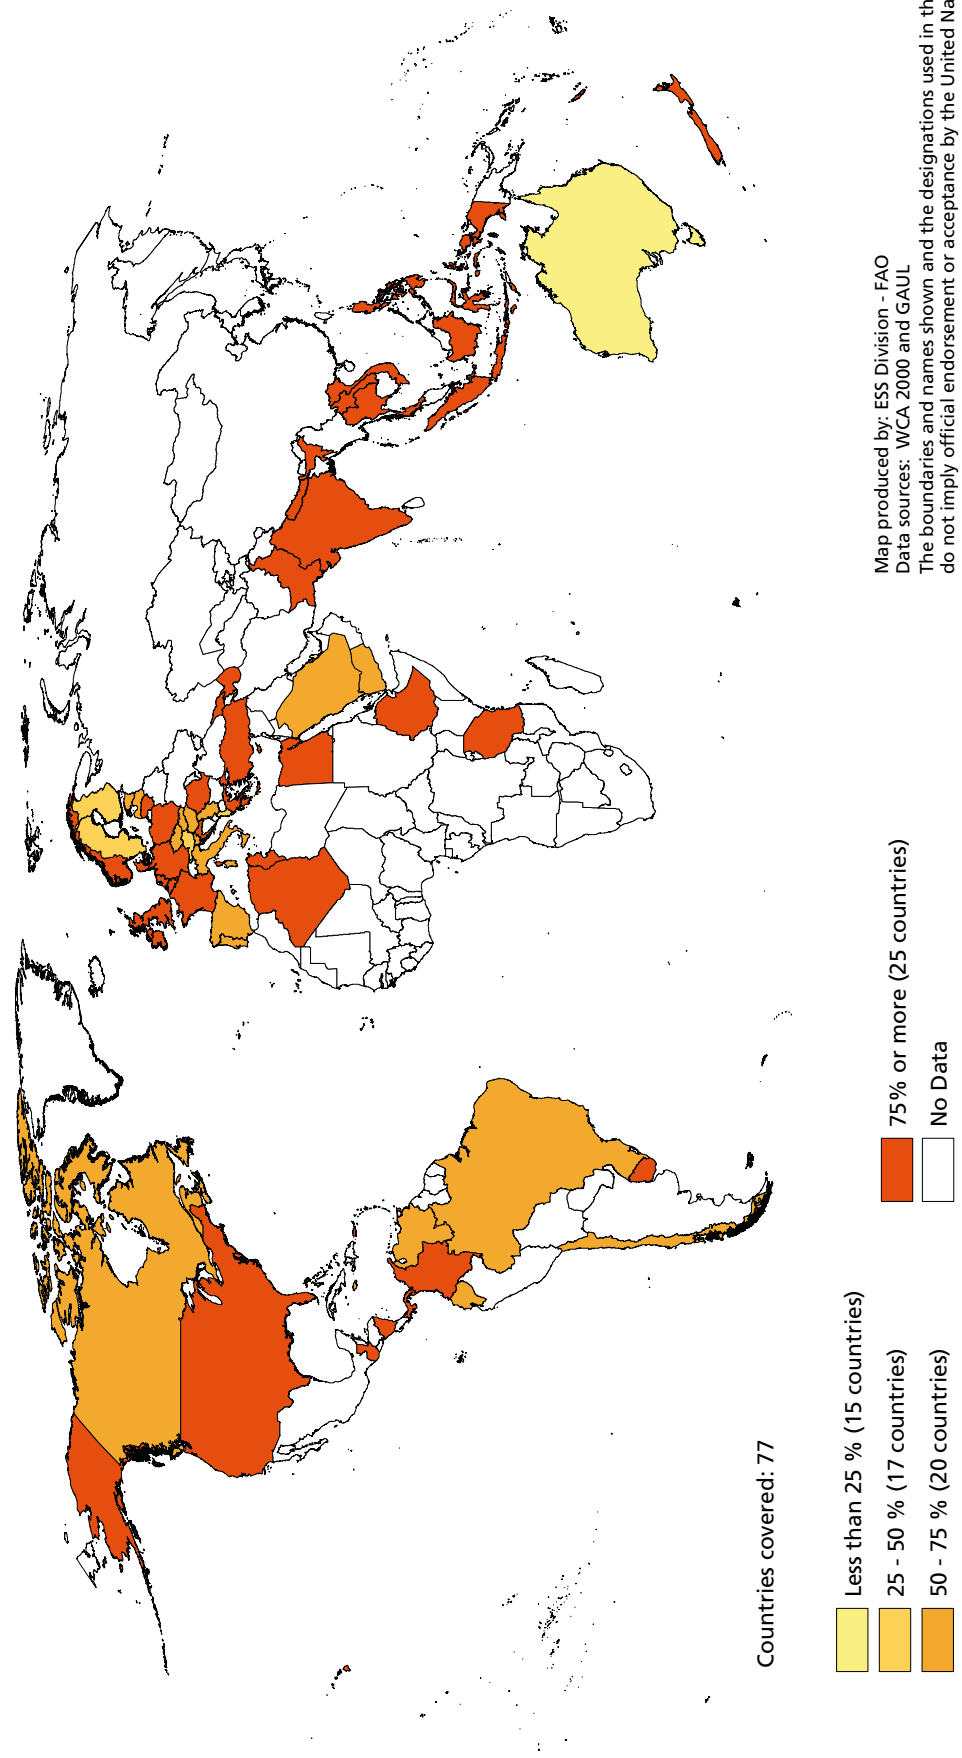 Countries covered: 77
Less than 25 % (15 countries)
25 - 50 % (17 countries)
50 - 75 % (20 countries)
75% or more (25 countries)
No Data
Map produced by: ESS Division - FAO
Data sources: WCA 2000 and GAUL
The boundaries and names shown and the designations used in th
do not imply official endorsement or acceptance by the United Na